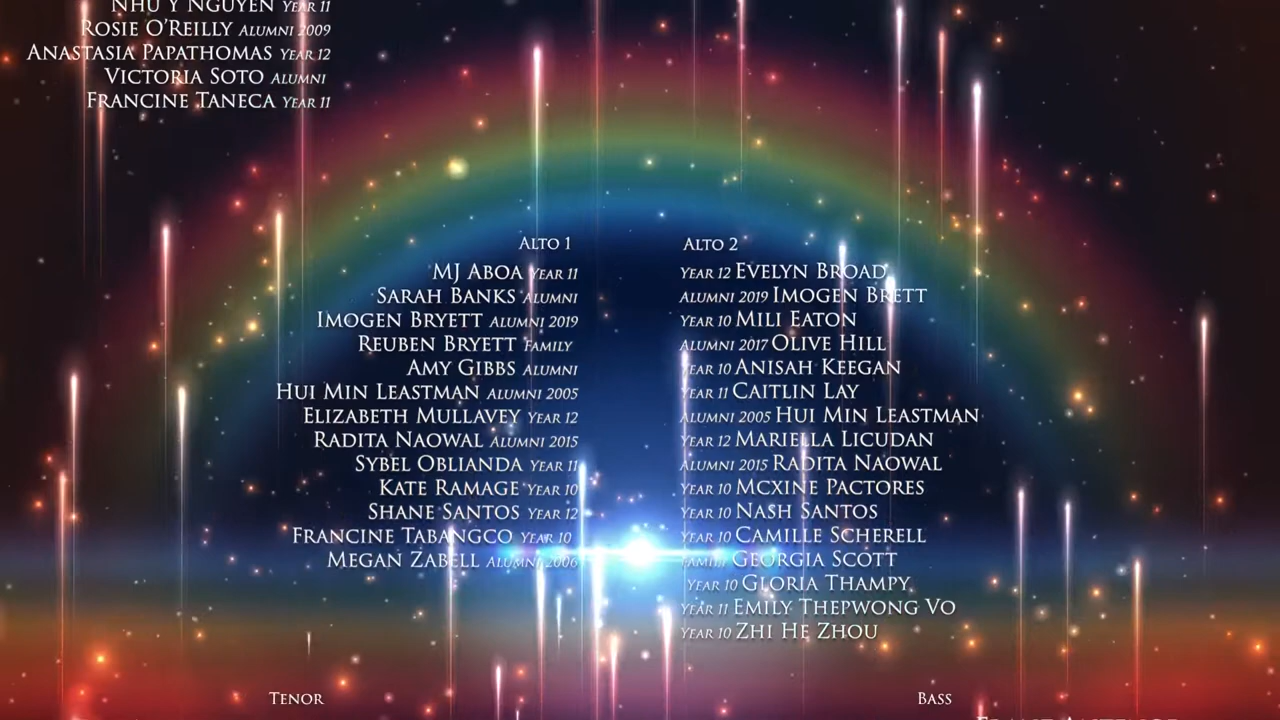 NHU Y NGUYEN YEAR 11
ROSIE O'REILLY ALUMNI 2009
ANASTASIA PAPATHOMAS YEAR 12
VICTORIA SOTO ALUMNI
FRANCINE TANECA YEAR 11
ALTO 1
MJ ABOA YEAR 11
SARAH BANKS ALUMNI
IMOGEN BRYETT ALUMNI 2019
REUBEN BRYETT FAMILY
AMY GIBBS ALUMNI
HUI MIN LEASTMAN ALUMNI 2005
ELIZABETH MULLAVEY YEAR 12
RADITA NAOWAL ALUMNI 2015
SYBEL OBLIANDA YEAR 11
KATE RAMAGE YEAR 10
SHANE SANTOS YEAR 12
FRANCINE TABANGCO YEAR 10
MEGAN ZABELL ALUMNI 2006
ALTO 2
YEAR 12 EVELYN BROAD
ALUMNI 2019 IMOGEN BRETT
YEAR 10 MILI EATON
ALUMNI 2017 OLIVE HILL
YEAR 10 ANISAH KEEGAN
YEAR 11 CAITLIN LAY
ALUMNI 2005 HUI MIN LEASTMAN
YEAR 12 MARIELLA LICUDAN
ALUMNI 2015 RADITA NAOWAL
YEAR 10 MCXINE PACTORES
YEAR 10 NASH SANTOS
YEAR 10 CAMILLE SCHERELL
FAMILY GEORGIA SCOTT
YEAR 10 GLORIA THAMPY
YEAR 11 EMILY THEPWONG VO
YEAR 10 ZHI HE ZHOU
TENOR
BASS